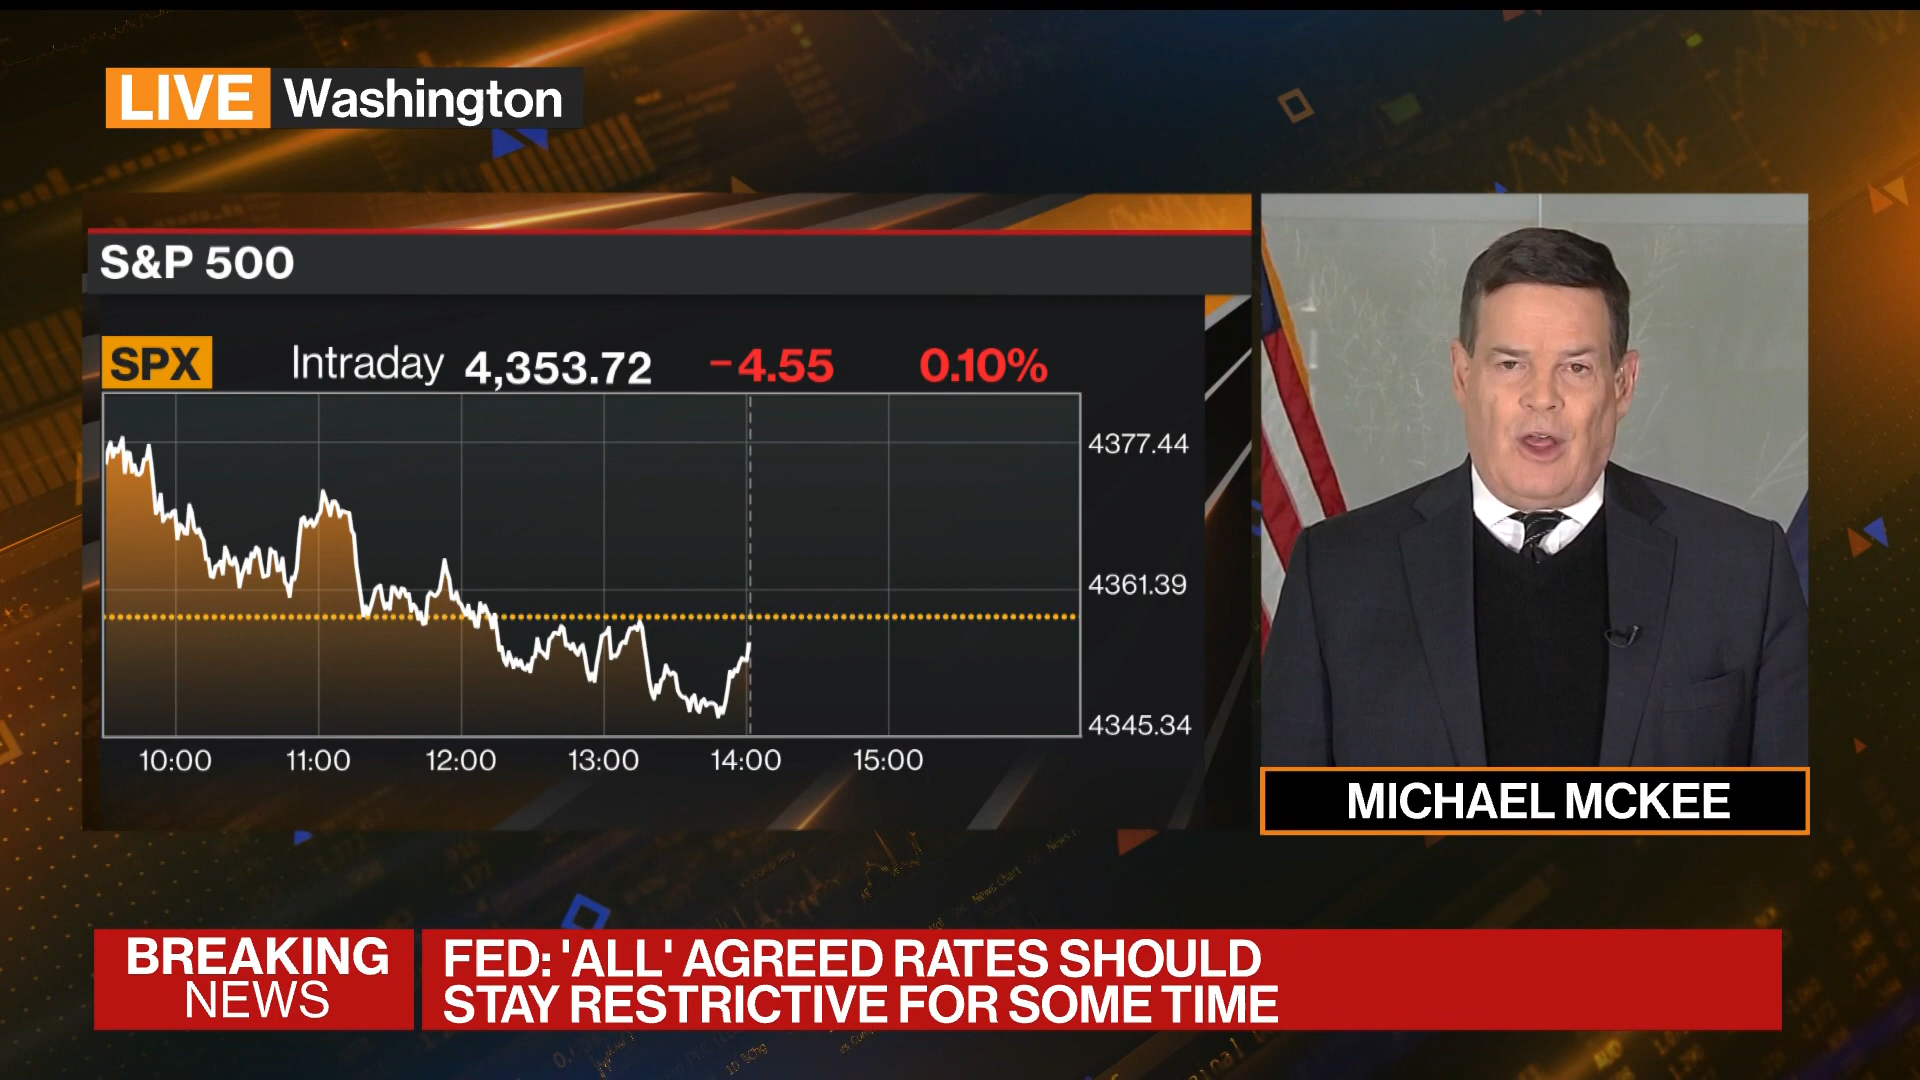 LIVE Washington
S&P 500
SPX Intraday 4,353.72 −4.55 0.10%
4377.44
4361.39
4345.34
10:00 11:00 12:00 13:00 14:00 15:00
MICHAEL MCKEE
BREAKING
NEWS
FED: 'ALL' AGREED RATES SHOULD
STAY RESTRICTIVE FOR SOME TIME